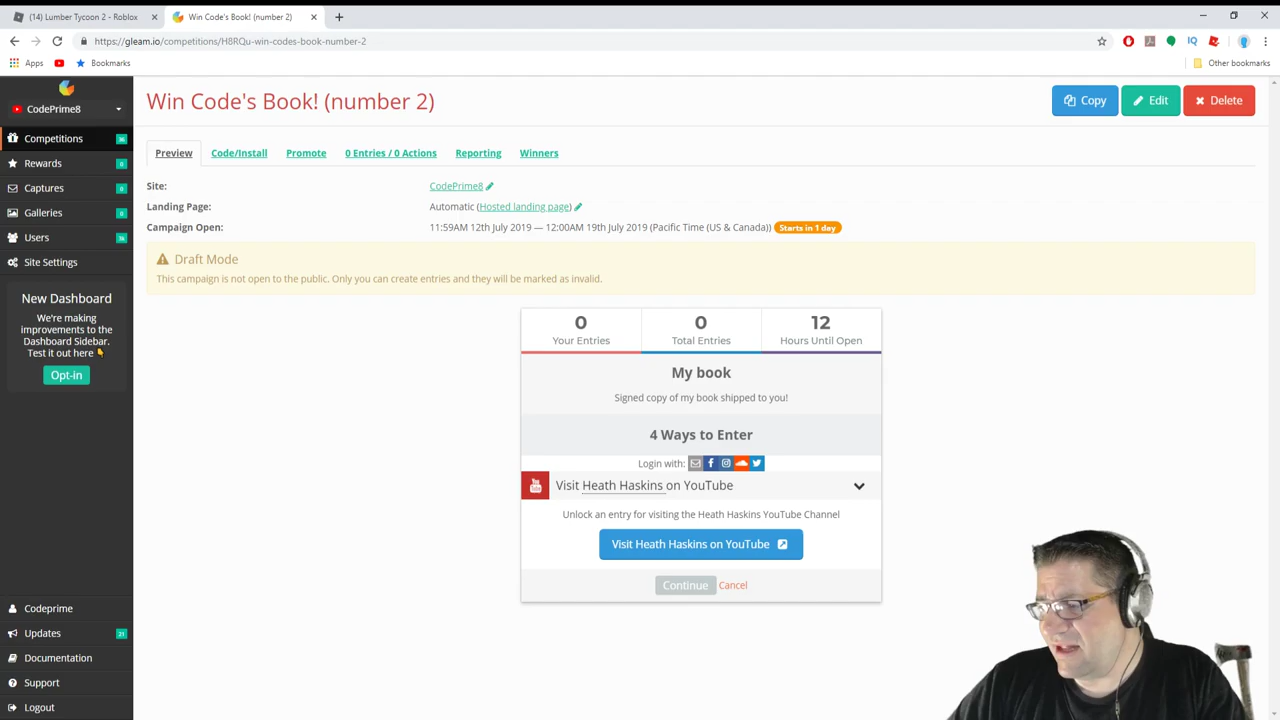 (14) Lumber Tycoon 2 - Roblox
Win Code's Book! (number 2)
https://gleam.io/competitions/H8RQu-win-codes-book-number-2
IQ
Apps
Bookmarks
Other bookmarks
CodePrime8
Win Code's Book! (number 2)
Copy
Edit
Delete
Competitions
Rewards 0
Captures 0
Galleries 0
Users
Site Settings
Preview
Code/Install
Promote
0 Entries / 0 Actions
Reporting
Winners
Site: CodePrime8
Landing Page: Automatic (Hosted landing page)
Campaign Open: 11:59AM 12th July 2019 — 12:00AM 19th July 2019 (Pacific Time (US & Canada)) Starts in 1 day
Draft Mode
This campaign is not open to the public. Only you can create entries and they will be marked as invalid.
New Dashboard
We're making
improvements to the
Dashboard Sidebar.
Test it out here
Opt-in
0 0 12
Your Entries Total Entries Hours Until Open
My book
Signed copy of my book shipped to you!
4 Ways to Enter
Login with:
Visit Heath Haskins on YouTube
Unlock an entry for visiting the Heath Haskins YouTube Channel
Visit Heath Haskins on YouTube
Continue Cancel
Codeprime
Updates 21
Documentation
Support
Logout